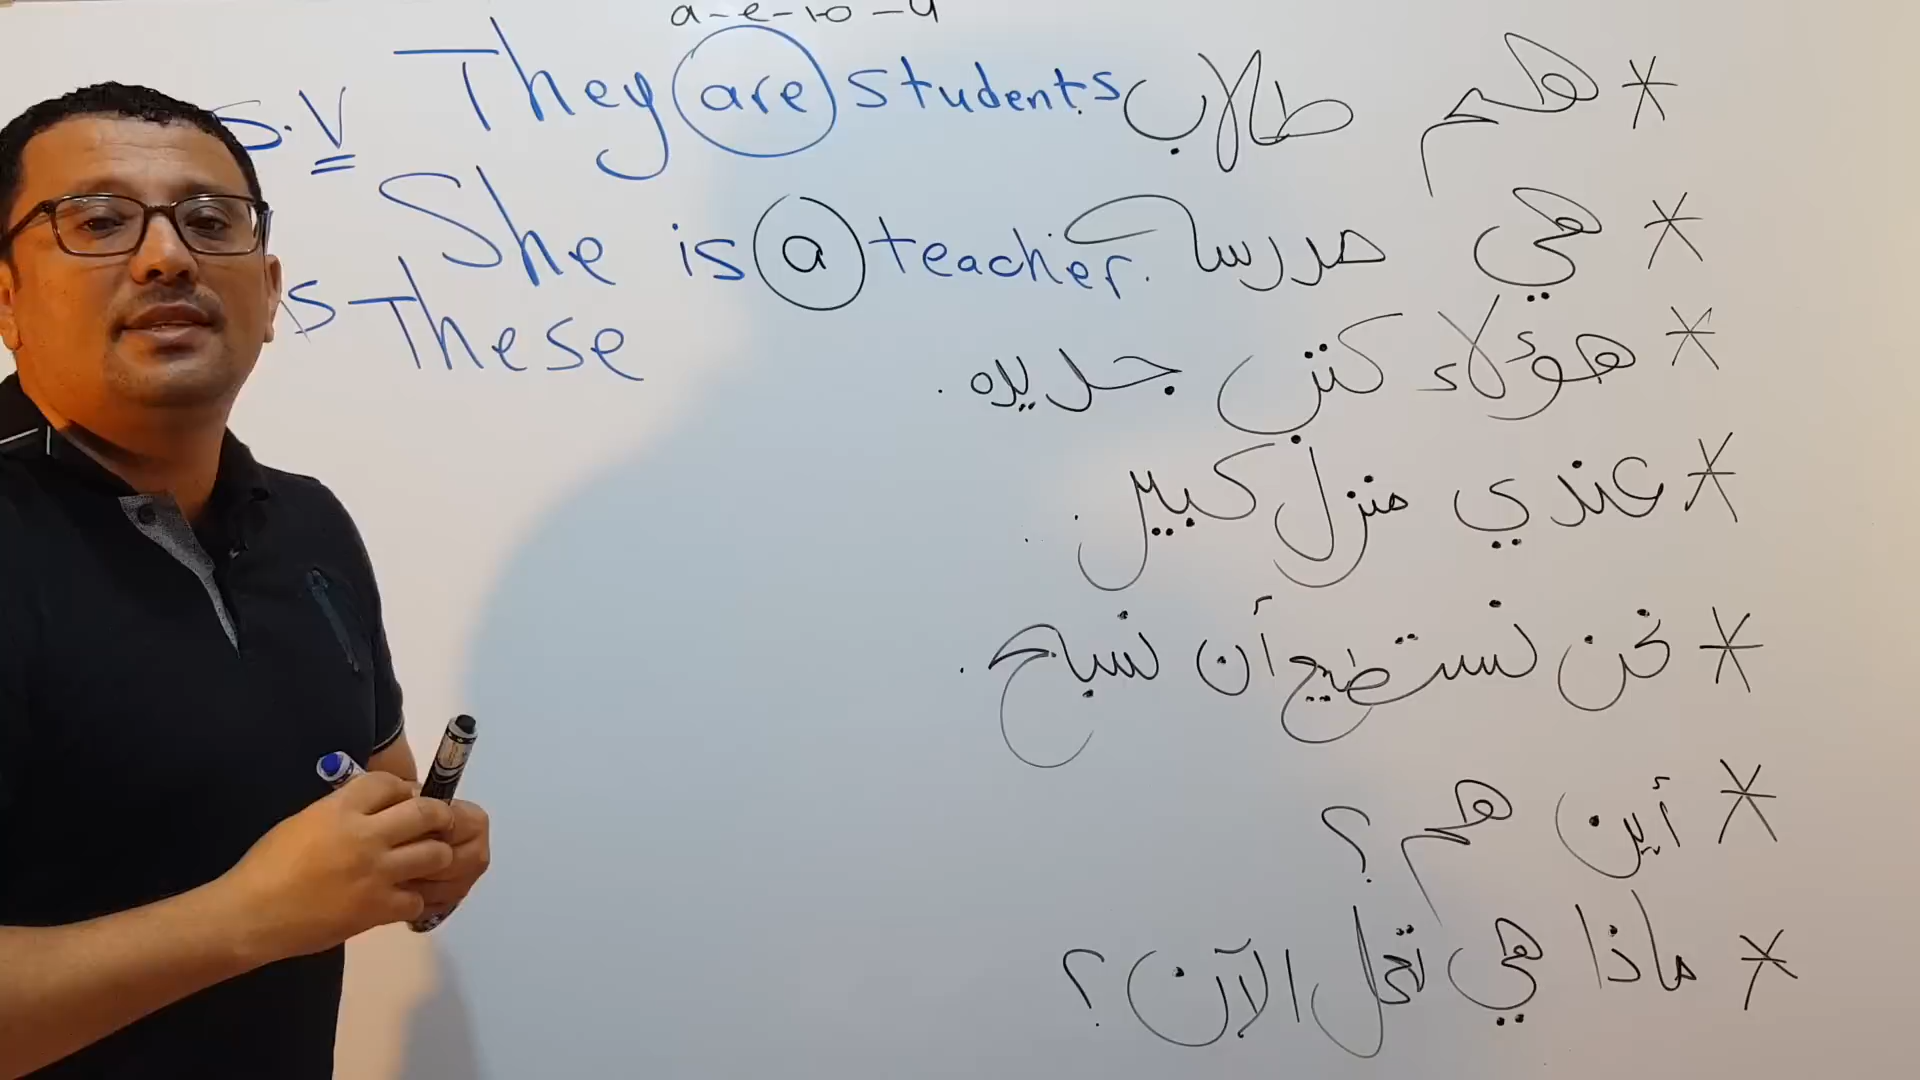 a-e-i-o-u
S.V They are students هم طلاب *
She is a teacher. هي مدرسة *
These هؤلاء كتب جديده . *
عندي منزل كبير . *
نحن نستطيع أن نسبح . *
أين هم ؟ *
ماذا هي تعمل الآن ؟ *